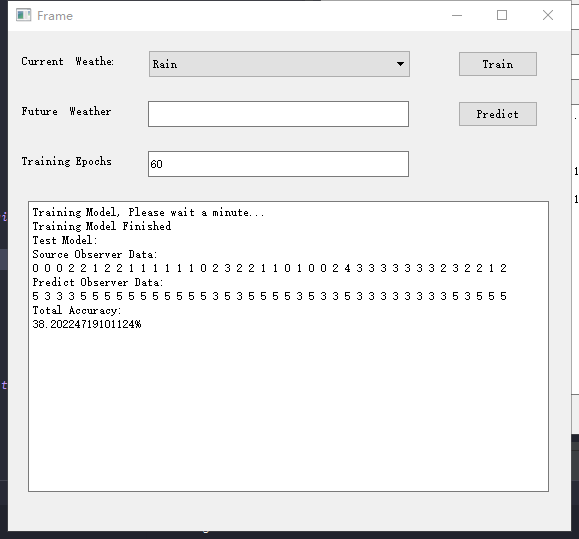 Frame
Current Weathe:
Rain
Train
Future Weather
Predict
Training Epochs
60
Training Model, Please wait a minute...
Training Model Finished
Test Model:
Source Observer Data:
0 0 0 2 2 1 2 2 1 1 1 1 1 1 0 2 3 2 2 1 1 0 1 0 0 2 4 3 3 3 3 3 3 3 2 3 2 2 1 2
Predict Observer Data:
5 3 3 3 5 5 5 5 5 5 5 5 5 5 5 3 5 3 5 5 5 5 3 5 3 3 5 3 3 3 3 3 3 3 3 5 3 5 5 5
Total Accuracy:
38.20224719101124%